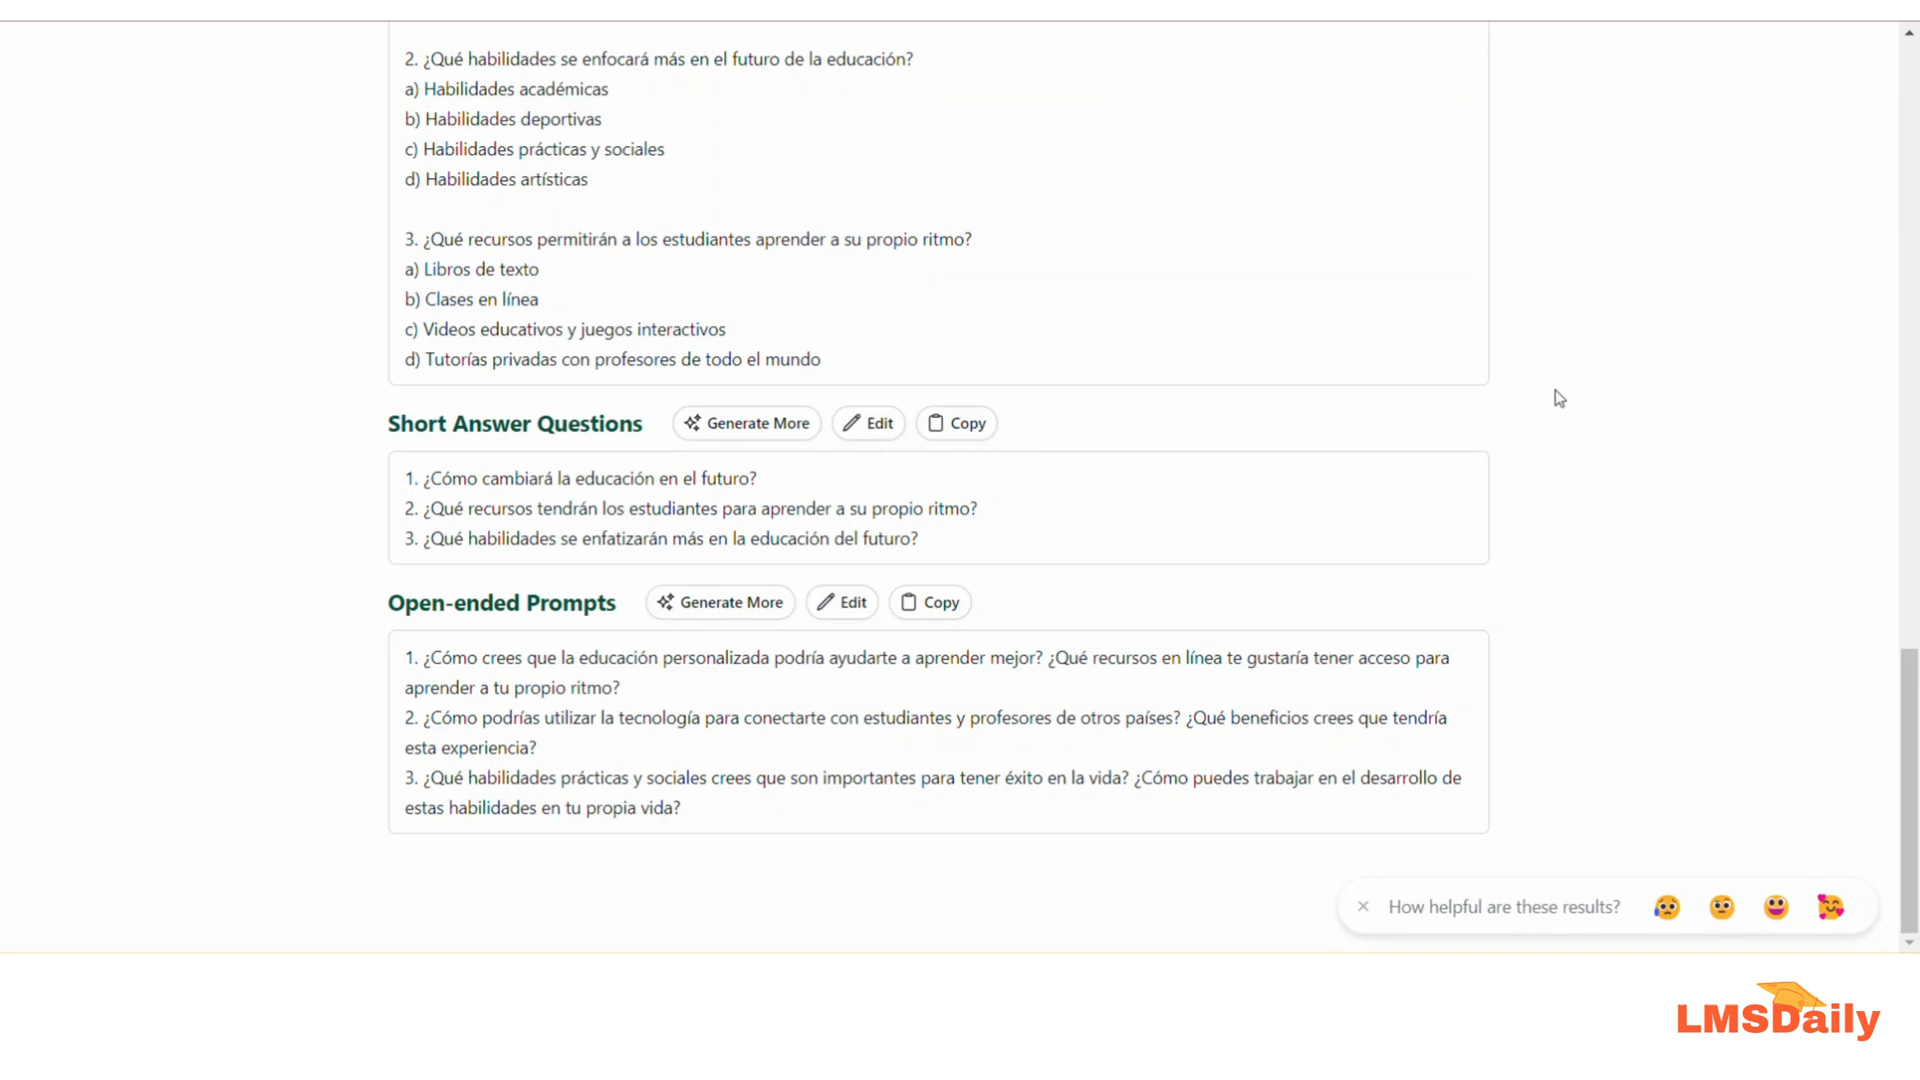 2. ¿Qué habilidades se enfocará más en el futuro de la educación?
a) Habilidades académicas
b) Habilidades deportivas
c) Habilidades prácticas y sociales
d) Habilidades artísticas
3. ¿Qué recursos permitirán a los estudiantes aprender a su propio ritmo?
a) Libros de texto
b) Clases en línea
c) Videos educativos y juegos interactivos
d) Tutorías privadas con profesores de todo el mundo
Short Answer Questions Generate More Edit Copy
1. ¿Cómo cambiará la educación en el futuro?
2. ¿Qué recursos tendrán los estudiantes para aprender a su propio ritmo?
3. ¿Qué habilidades se enfatizarán más en la educación del futuro?
Open-ended Prompts Generate More Edit Copy
1. ¿Cómo crees que la educación personalizada podría ayudarte a aprender mejor? ¿Qué recursos en línea te gustaría tener acceso para
aprender a tu propio ritmo?
2. ¿Cómo podrías utilizar la tecnología para conectarte con estudiantes y profesores de otros países? ¿Qué beneficios crees que tendría
esta experiencia?
3. ¿Qué habilidades prácticas y sociales crees que son importantes para tener éxito en la vida? ¿Cómo puedes trabajar en el desarrollo de
estas habilidades en tu propia vida?
How helpful are these results?
LMSDaily